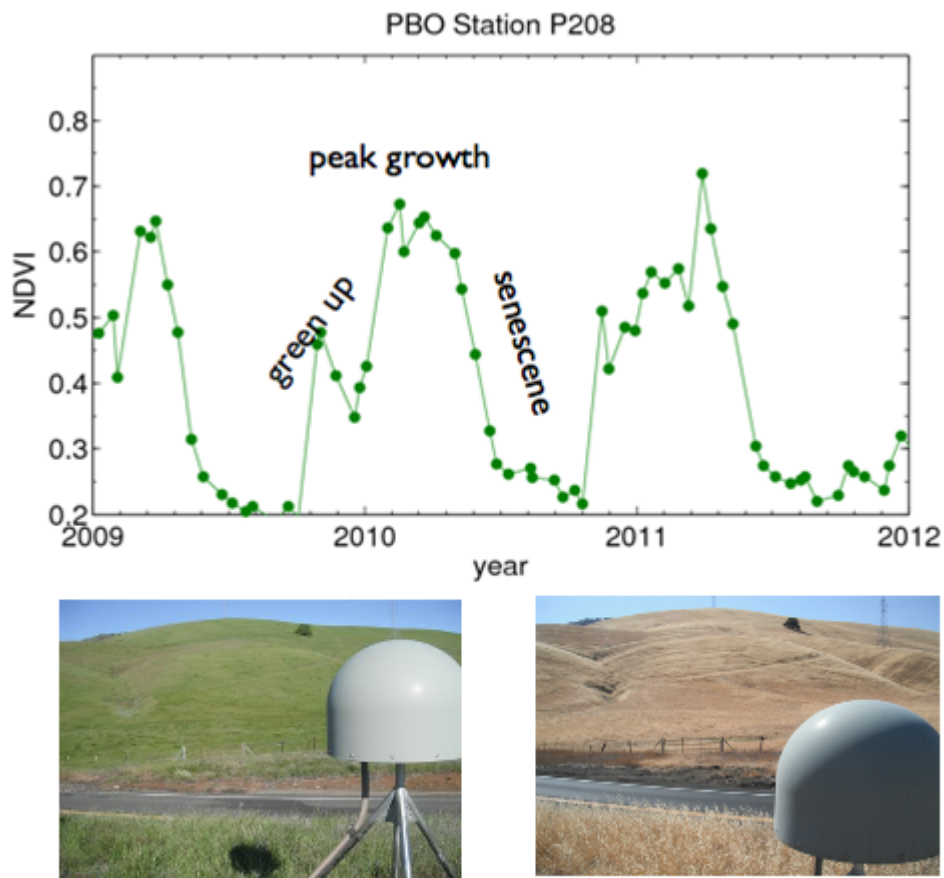 PBO Station P208
0.8
peak growth
0.7
0.6
NDVI
green up
senescene
0.5
0.4
0.3
0.2
2009 2010 2011 2012
year